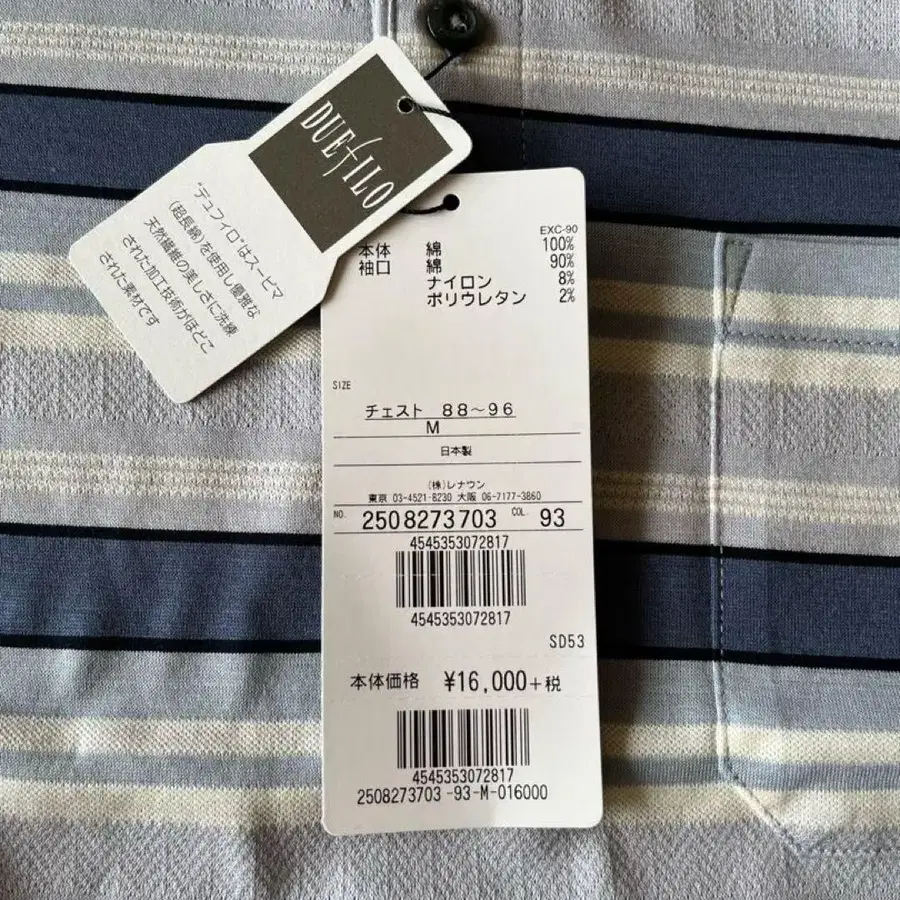 DUEFILO
"デュフィロ"はスーピマ
(超長綿)を使用し優雅な
天然繊維の美しさに洗練
された加工技術がほどこ
された素材です
EXC-90
本体 綿 100%
袖口 綿 90%
ナイロン 8%
ポリウレタン 2%
SIZE
チェスト 88～96
M
日本製
(株)レナウン
東京 03-4521-8230 大阪 06-7177-3860
NO. 2508273703 COL. 93
4545353072817
4545353072817
SD53
本体価格 ¥16,000+税
4545353072817
2508273703-93-M-016000